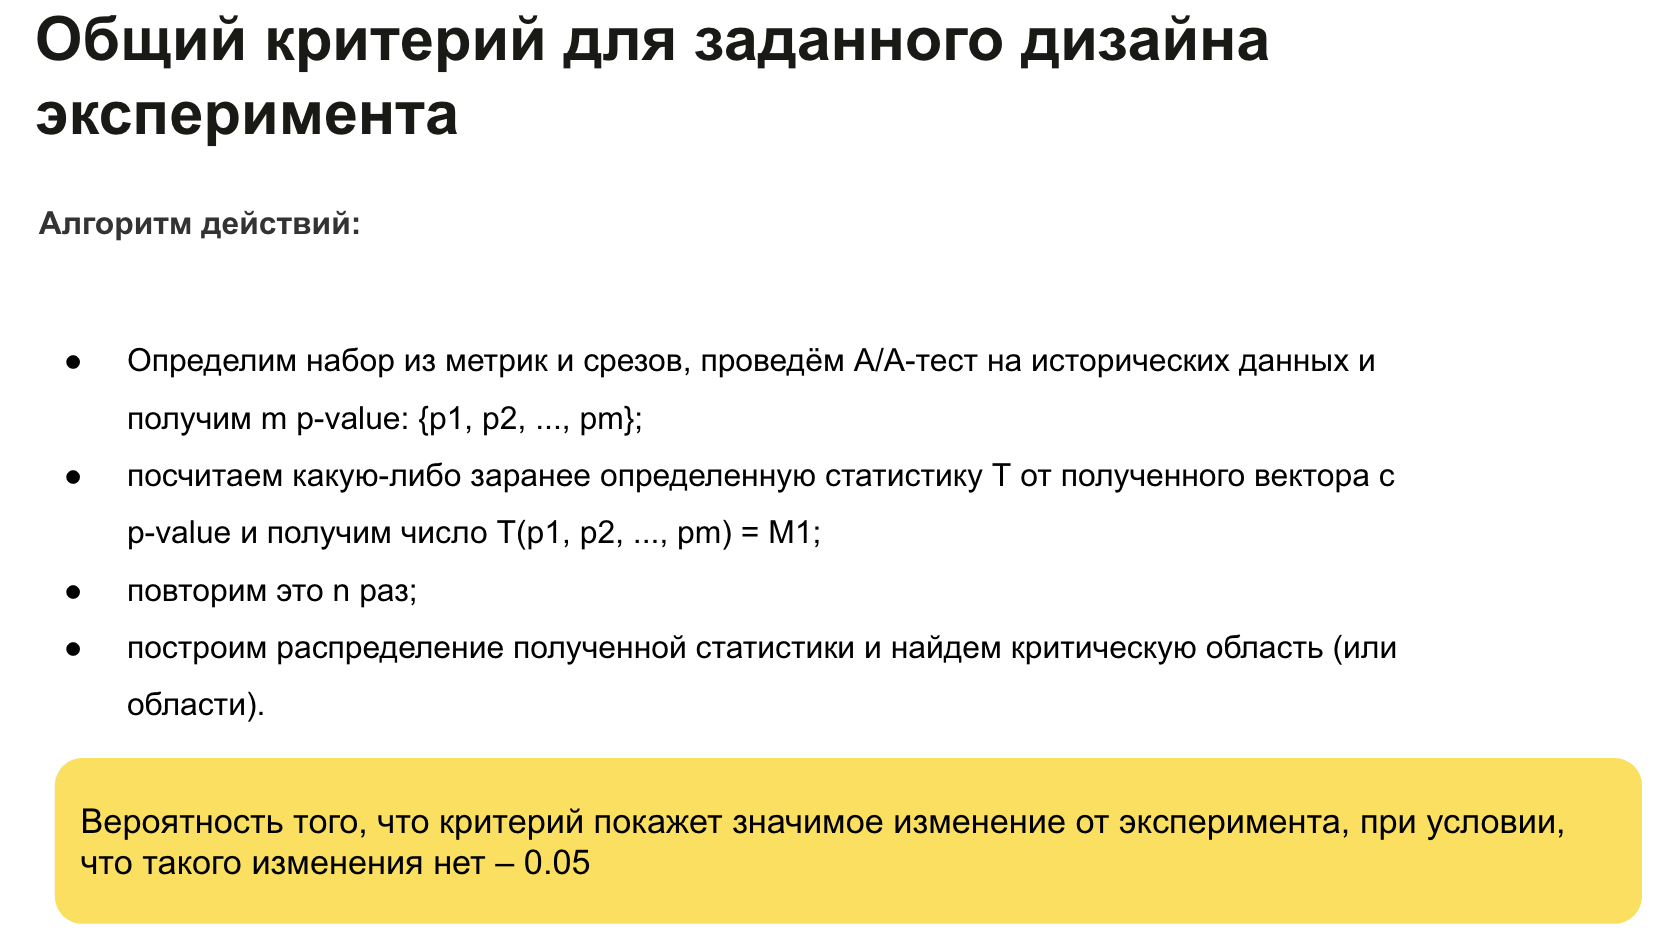 Общий критерий для заданного дизайна
эксперимента
Алгоритм действий:
● Определим набор из метрик и срезов, проведём А/А-тест на исторических данных и
получим m p-value: {p1, p2, ..., pm};
● посчитаем какую-либо заранее определенную статистику T от полученного вектора с
p-value и получим число T(p1, p2, ..., pm) = M1;
● повторим это n раз;
● построим распределение полученной статистики и найдем критическую область (или
области).
Вероятность того, что критерий покажет значимое изменение от эксперимента, при условии,
что такого изменения нет – 0.05